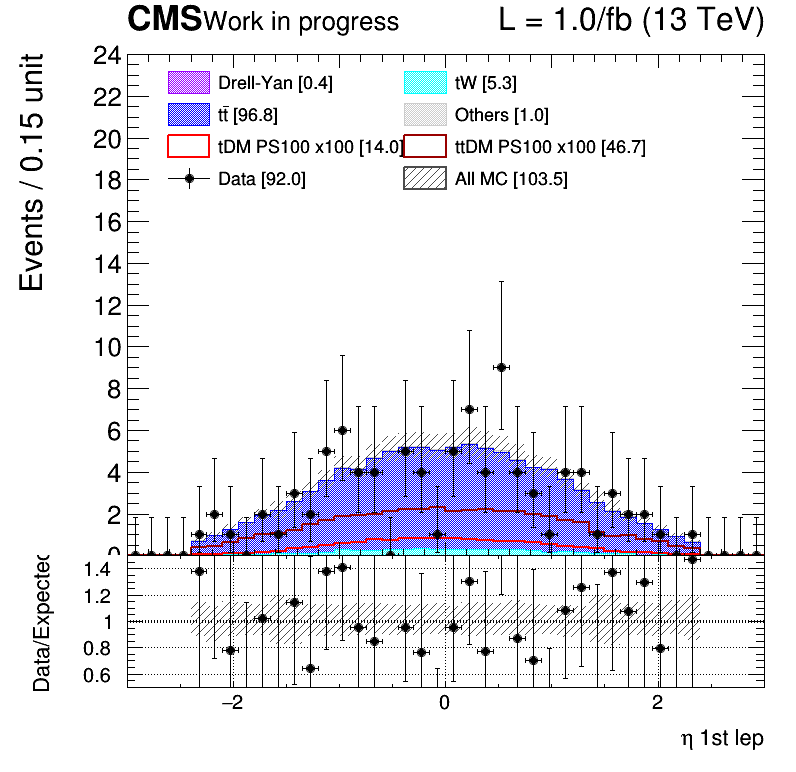 CMS Work in progress L = 1.0/fb (13 TeV)
Events / 0.15 unit
24
22
20
18
16
14
12
10
8
6
4
2
0
Drell-Yan [0.4] tW [5.3]
tt̄ [96.8] Others [1.0]
tDM PS100 x100 [14.0] ttDM PS100 x100 [46.7]
Data [92.0] All MC [103.5]
Data/Expected
1.4
1.2
1
0.8
0.6
−2 0 2
η 1st lep